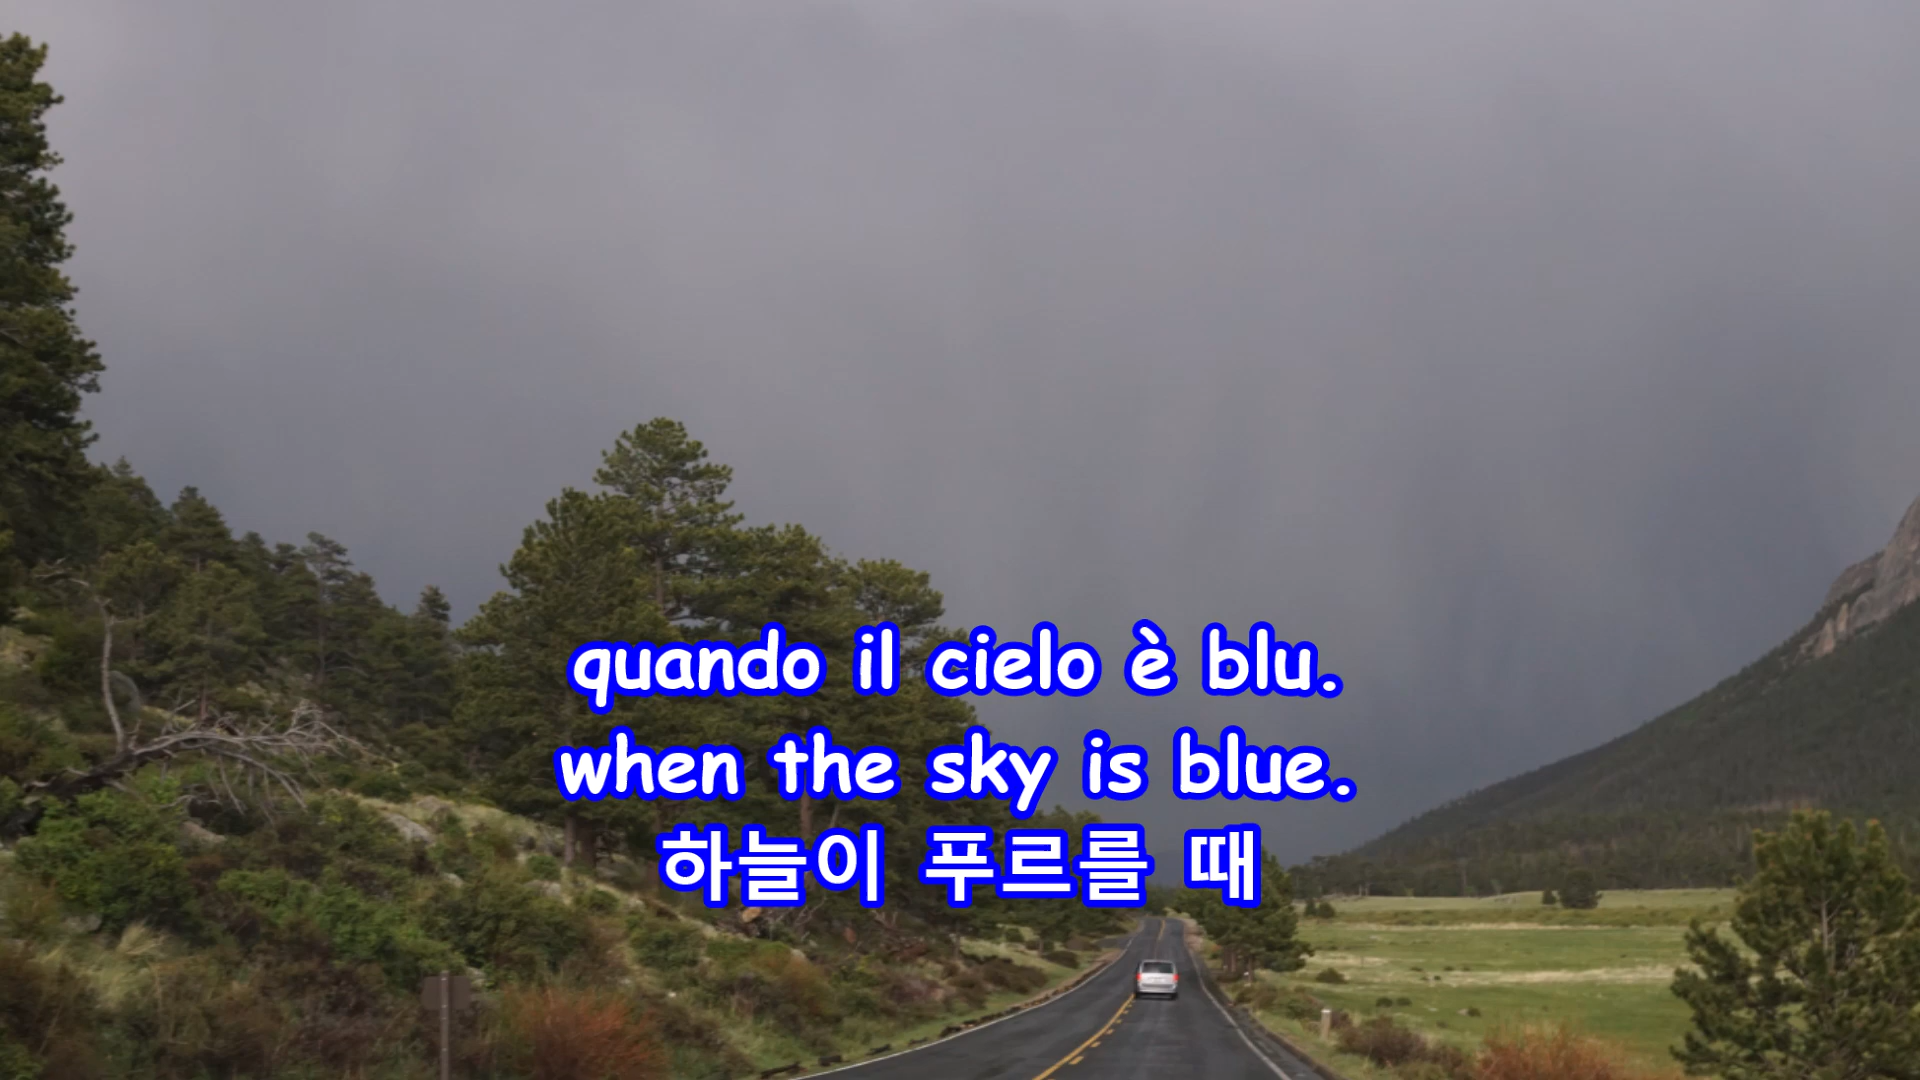 quando il cielo è blu.
when the sky is blue.
하늘이 푸르를 때